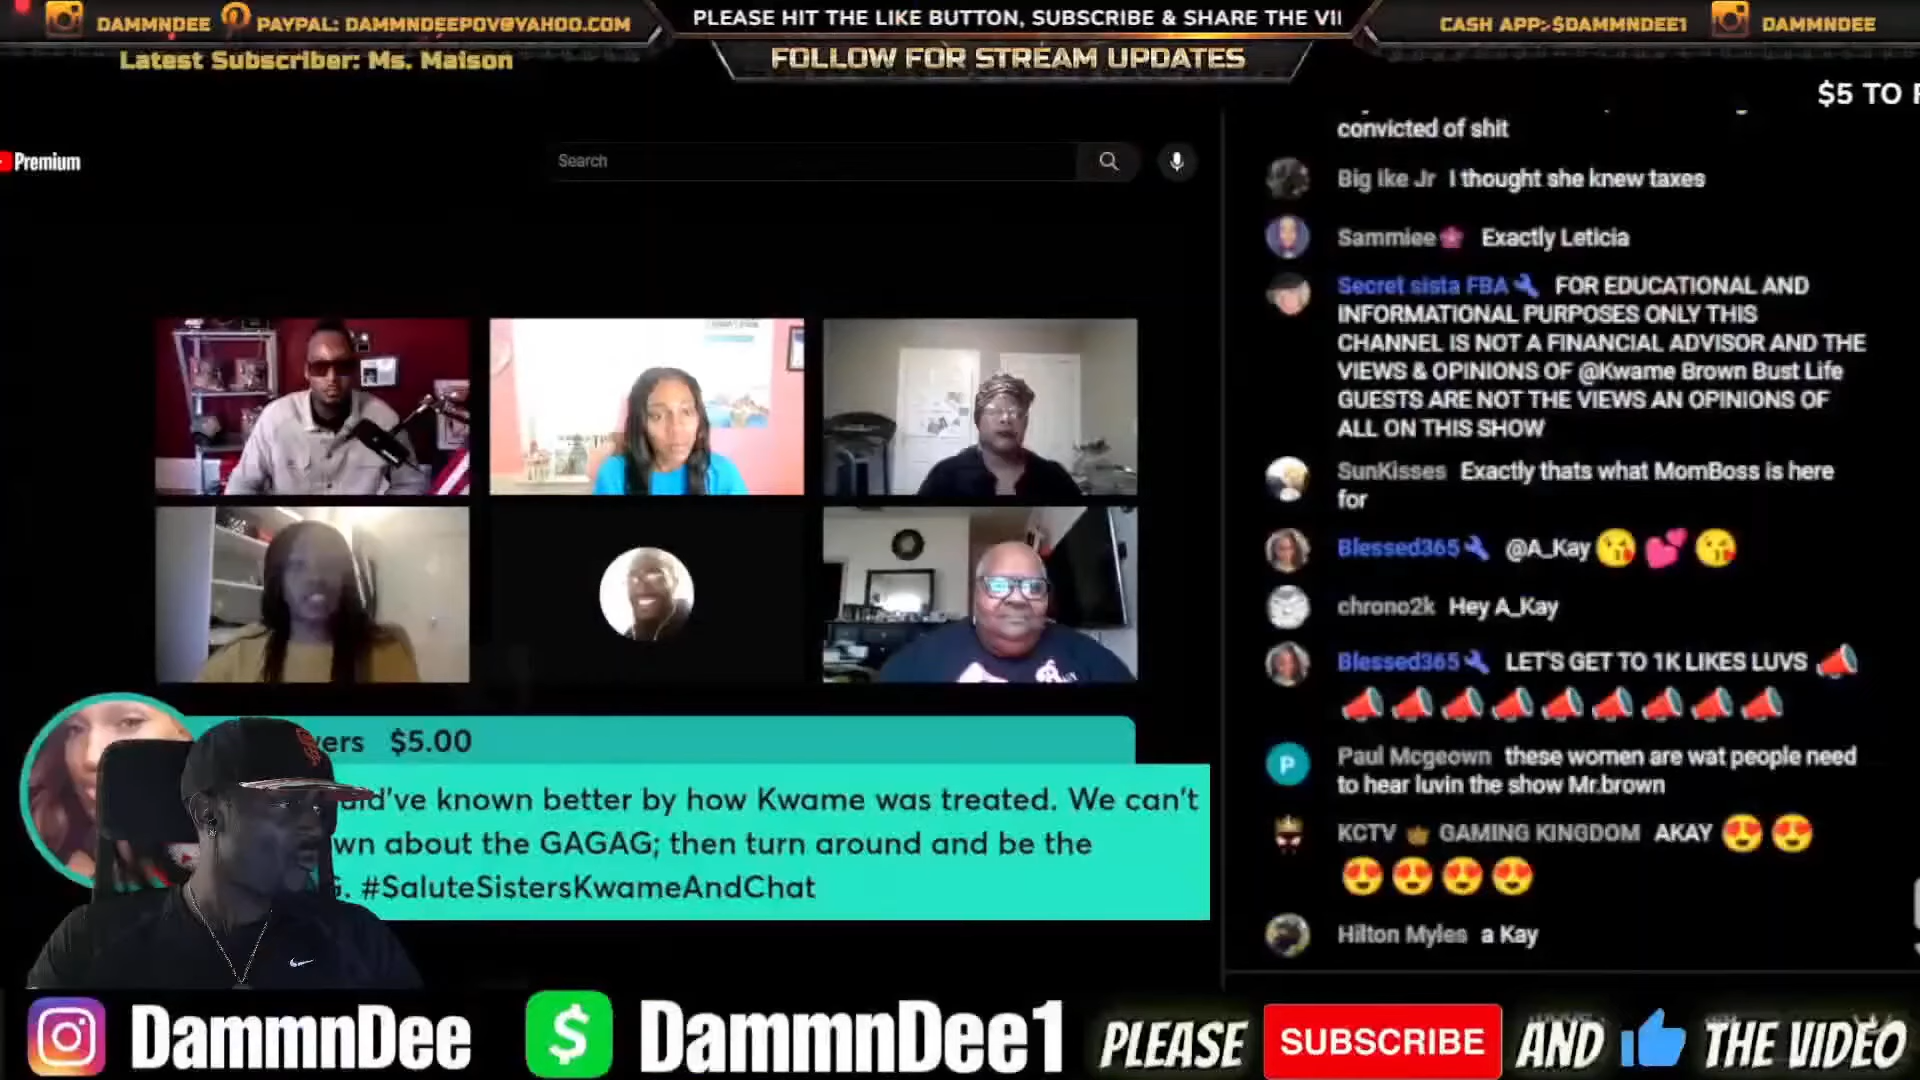 DAMMNDEE
PAYPAL: DAMMNDEEPOV@YAHOO.COM
PLEASE HIT THE LIKE BUTTON, SUBSCRIBE & SHARE THE
CASH APP:$DAMMNDEE1
DAMMNDEE
Latest Subscriber: Ms. Maison
FOLLOW FOR STREAM UPDATES
$5 TO
Premium
Search
convicted of shit
Big Ike Jr I thought she knew taxes
Sammiee🌸 Exactly Leticia
Secret sista FBA🔧 FOR EDUCATIONAL AND
INFORMATIONAL PURPOSES ONLY THIS
CHANNEL IS NOT A FINANCIAL ADVISOR AND THE
VIEWS & OPINIONS OF @Kwame Brown Bust Life
GUESTS ARE NOT THE VIEWS AN OPINIONS OF
ALL ON THIS SHOW
SunKisses Exactly thats what MomBoss is here
for
Blessed365🔧 @A_Kay😘💕😘
chrono2k Hey A_Kay
Blessed365🔧 LET'S GET TO 1K LIKES LUVS 📣
📣📣📣📣📣📣📣📣📣
P
Paul Mcgeown these women are wat people need
to hear luvin the show Mr.brown
KCTV 👑 GAMING KINGDOM AKAY 😍😍
😍😍😍😍
Hilton Myles a Kay
$5.00
known better by how Kwame was treated. We can't
about the GAGAG; then turn around and be the
#SaluteSistersKwameAndChat
DammnDee
$
DammnDee1
PLEASE
SUBSCRIBE
AND
THE VIDEO